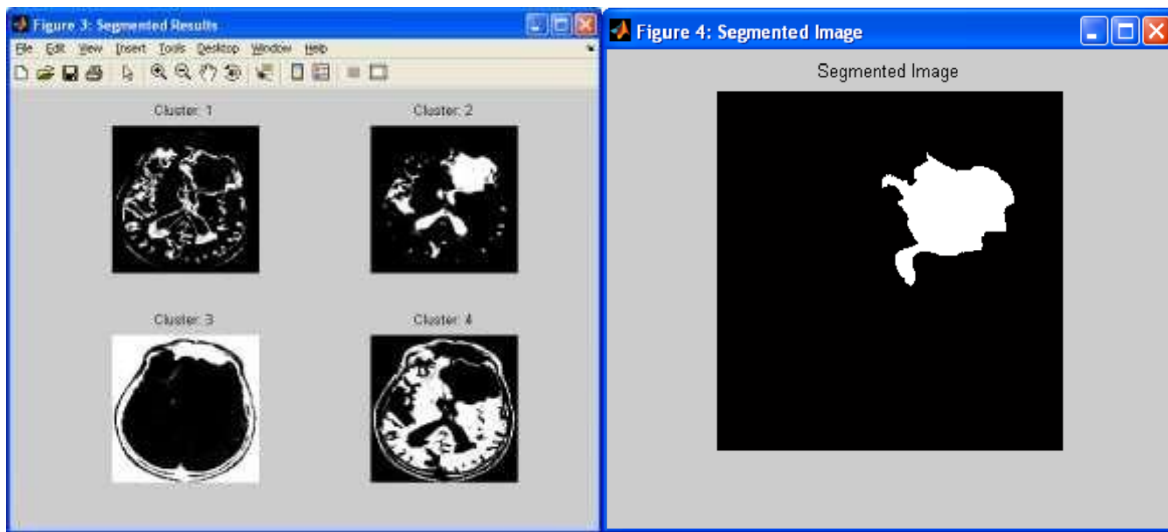 Figure 3: Segmented Results
File Edit View Insert Tools Desktop Window Help
Cluster: 1
Cluster: 2
Cluster: 3
Cluster: 4
Figure 4: Segmented Image
Segmented Image